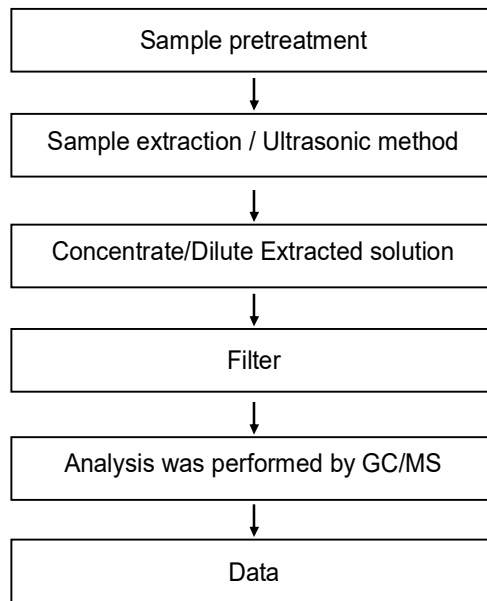 Sample pretreatment
Sample extraction / Ultrasonic method
Concentrate/Dilute Extracted solution
Filter
Analysis was performed by GC/MS
Data